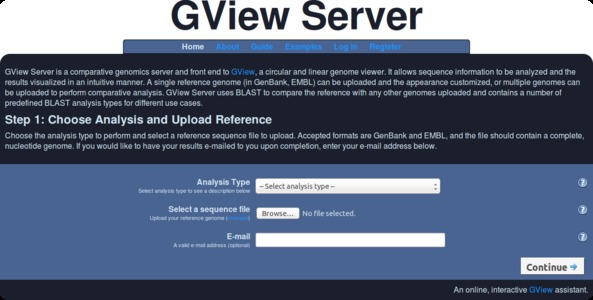 GView Server
Home About Guide Examples Log in Register
GView Server is a comparative genomics server and front end to GView, a circular and linear genome viewer. It allows sequence information to be analyzed and the
results visualized in an intuitive manner. A single reference genome (in GenBank, EMBL) can be uploaded and the appearance customized, or multiple genomes can
be uploaded to perform comparative analysis. GView Server uses BLAST to compare the reference with any other genomes uploaded and contains a number of
predefined BLAST analysis types for different use cases.
Step 1: Choose Analysis and Upload Reference
Choose the analysis type to perform and select a reference sequence file to upload. Accepted formats are GenBank and EMBL, and the file should contain a complete,
nucleotide genome. If you would like to have your results e-mailed to you upon completion, enter your e-mail address below.
Analysis Type
-- Select analysis type --
Select analysis type to see a description below
Select a sequence file
Browse... No file selected.
Upload your reference genome (
E-mail
A valid e-mail address (optional)
Continue
An online, interactive GView assistant.